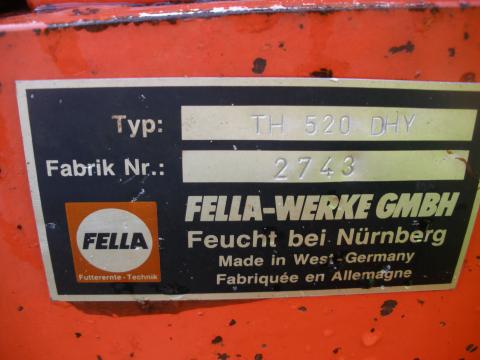 Typ: TH 520 DHY
Fabrik Nr.: 2743
FELLA
Futterernte-Technik
FELLA-WERKE GMBH
Feucht bei Nürnberg
Made in West-Germany
Fabriquée en Allemagne